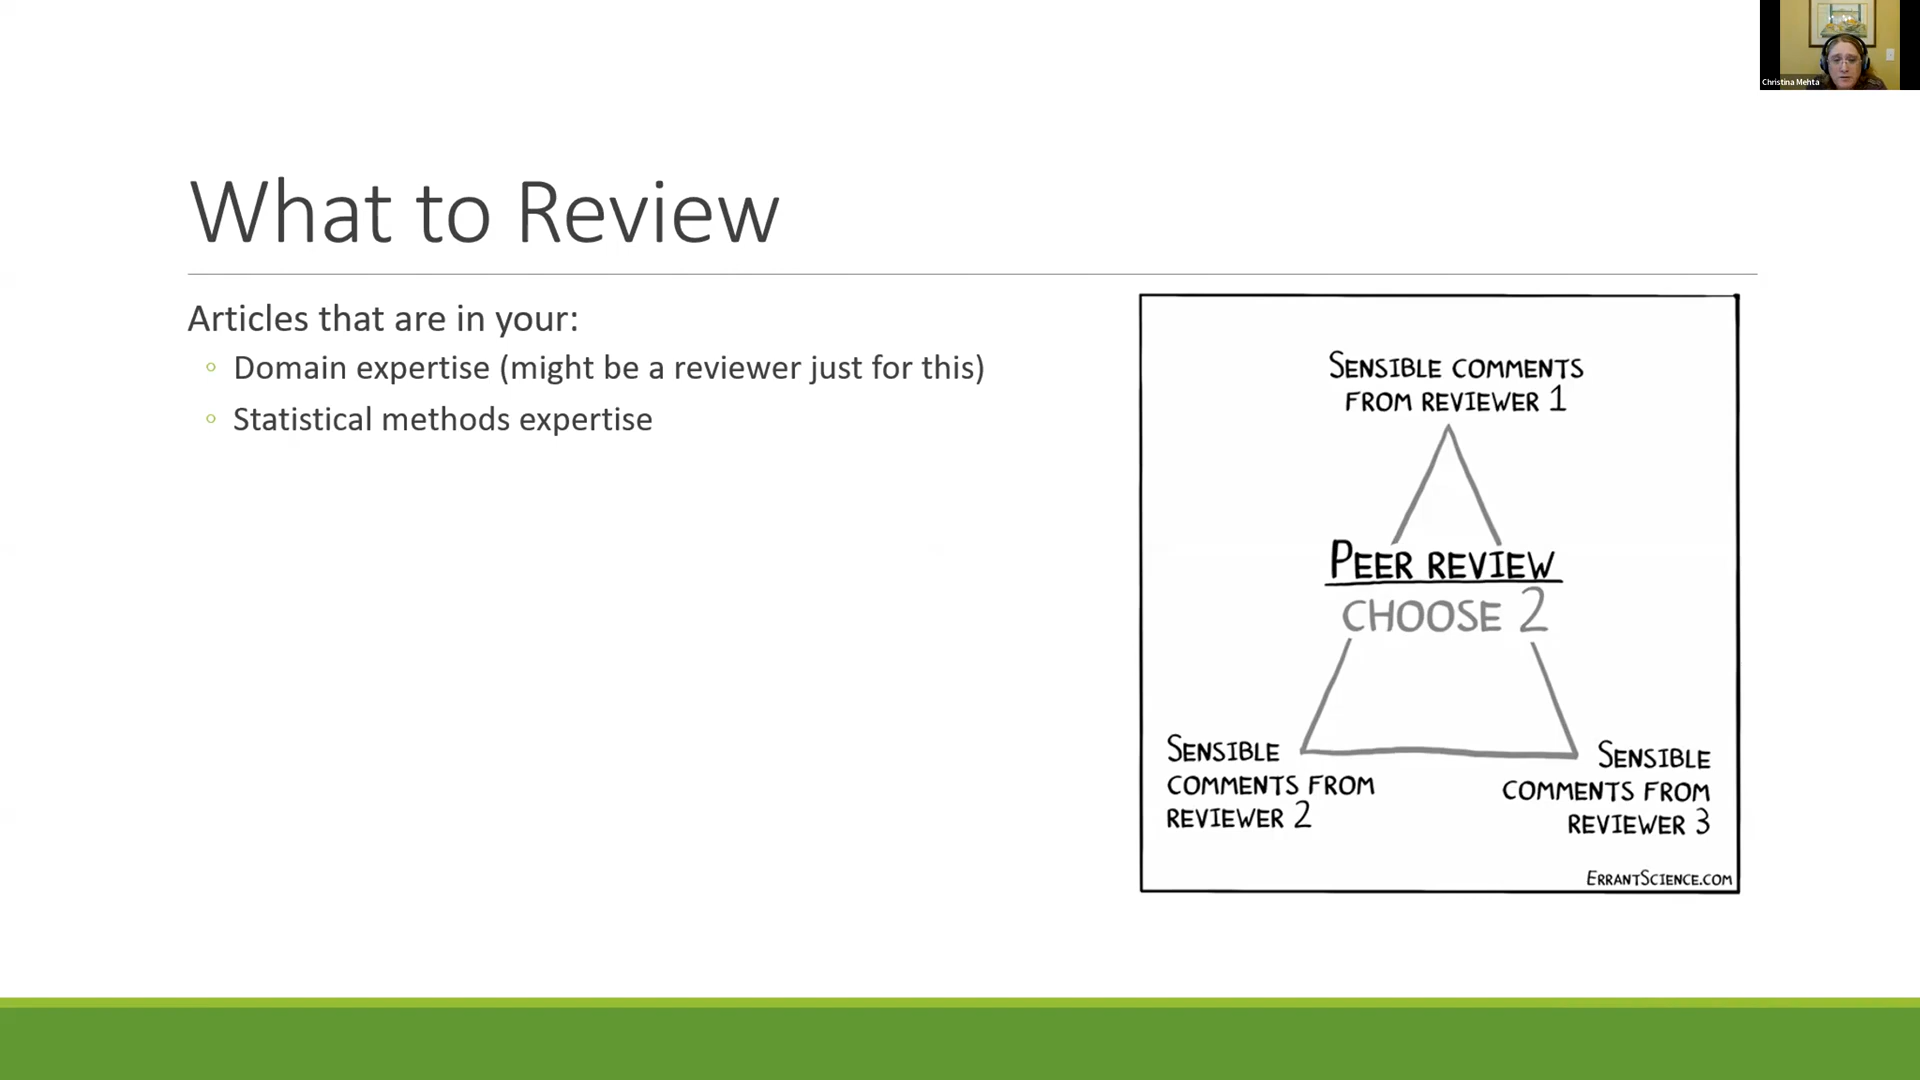 Christina Mehta
What to Review
Articles that are in your:
Domain expertise (might be a reviewer just for this)
Statistical methods expertise
SENSIBLE COMMENTS
FROM REVIEWER 1
PEER REVIEW
CHOOSE 2
SENSIBLE
COMMENTS FROM
REVIEWER 2
SENSIBLE
COMMENTS FROM
REVIEWER 3
ERRANTSCIENCE.COM